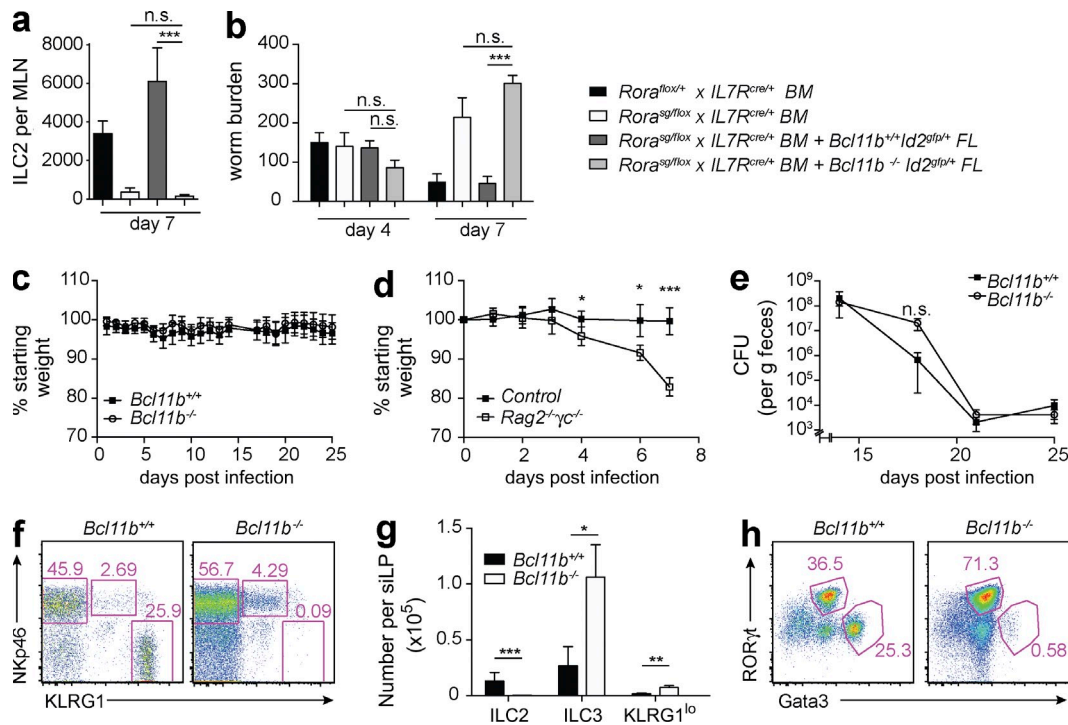 a
n.s.
***
ILC2 per MLN
8000
6000
4000
2000
0
day 7
b
n.s.
***
n.s.
n.s.
worm burden
400
300
200
100
0
day 4
day 7
Rora^flox/+ x IL7R^cre/+ BM
Rora^sg/flox x IL7R^cre/+ BM
Rora^sg/flox x IL7R^cre/+ BM + Bcl11b^+/+Id2^gfp/+ FL
Rora^sg/flox x IL7R^cre/+ BM + Bcl11b^-/- Id2^gfp/+ FL
c
% starting weight
110
100
90
80
70
Bcl11b^+/+
Bcl11b^-/-
0 5 10 15 20 25
days post infection
d
% starting weight
110
100
90
80
70
* * ***
Control
Rag2^-/-γc^-/-
0 2 4 6 8
days post infection
e
CFU
(per g feces)
10^9
10^8
10^7
10^6
10^5
10^4
10^3
Bcl11b^+/+
Bcl11b^-/-
n.s.
15 20 25
days post infection
f
Bcl11b^+/+ Bcl11b^-/-
45.9 2.69 25.9
56.7 4.29 0.09
NKp46
KLRG1
g
Number per siLP
(x10^5)
1.5
1.0
0.5
0
Bcl11b^+/+
Bcl11b^-/-
*** * **
ILC2 ILC3 KLRG1^lo
h
Bcl11b^+/+ Bcl11b^-/-
36.5 25.3
71.3 0.58
RORγt
Gata3